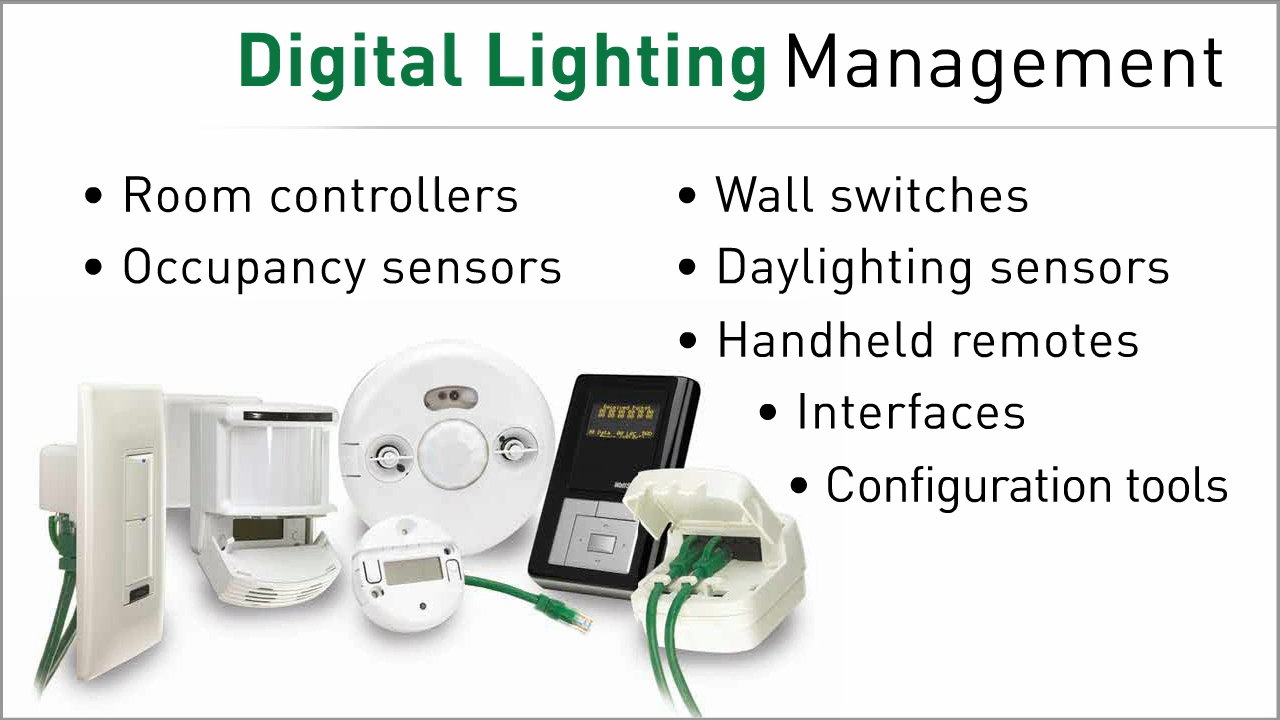 Digital Lighting Management
• Room controllers
• Occupancy sensors
• Wall switches
• Daylighting sensors
• Handheld remotes
• Interfaces
• Configuration tools